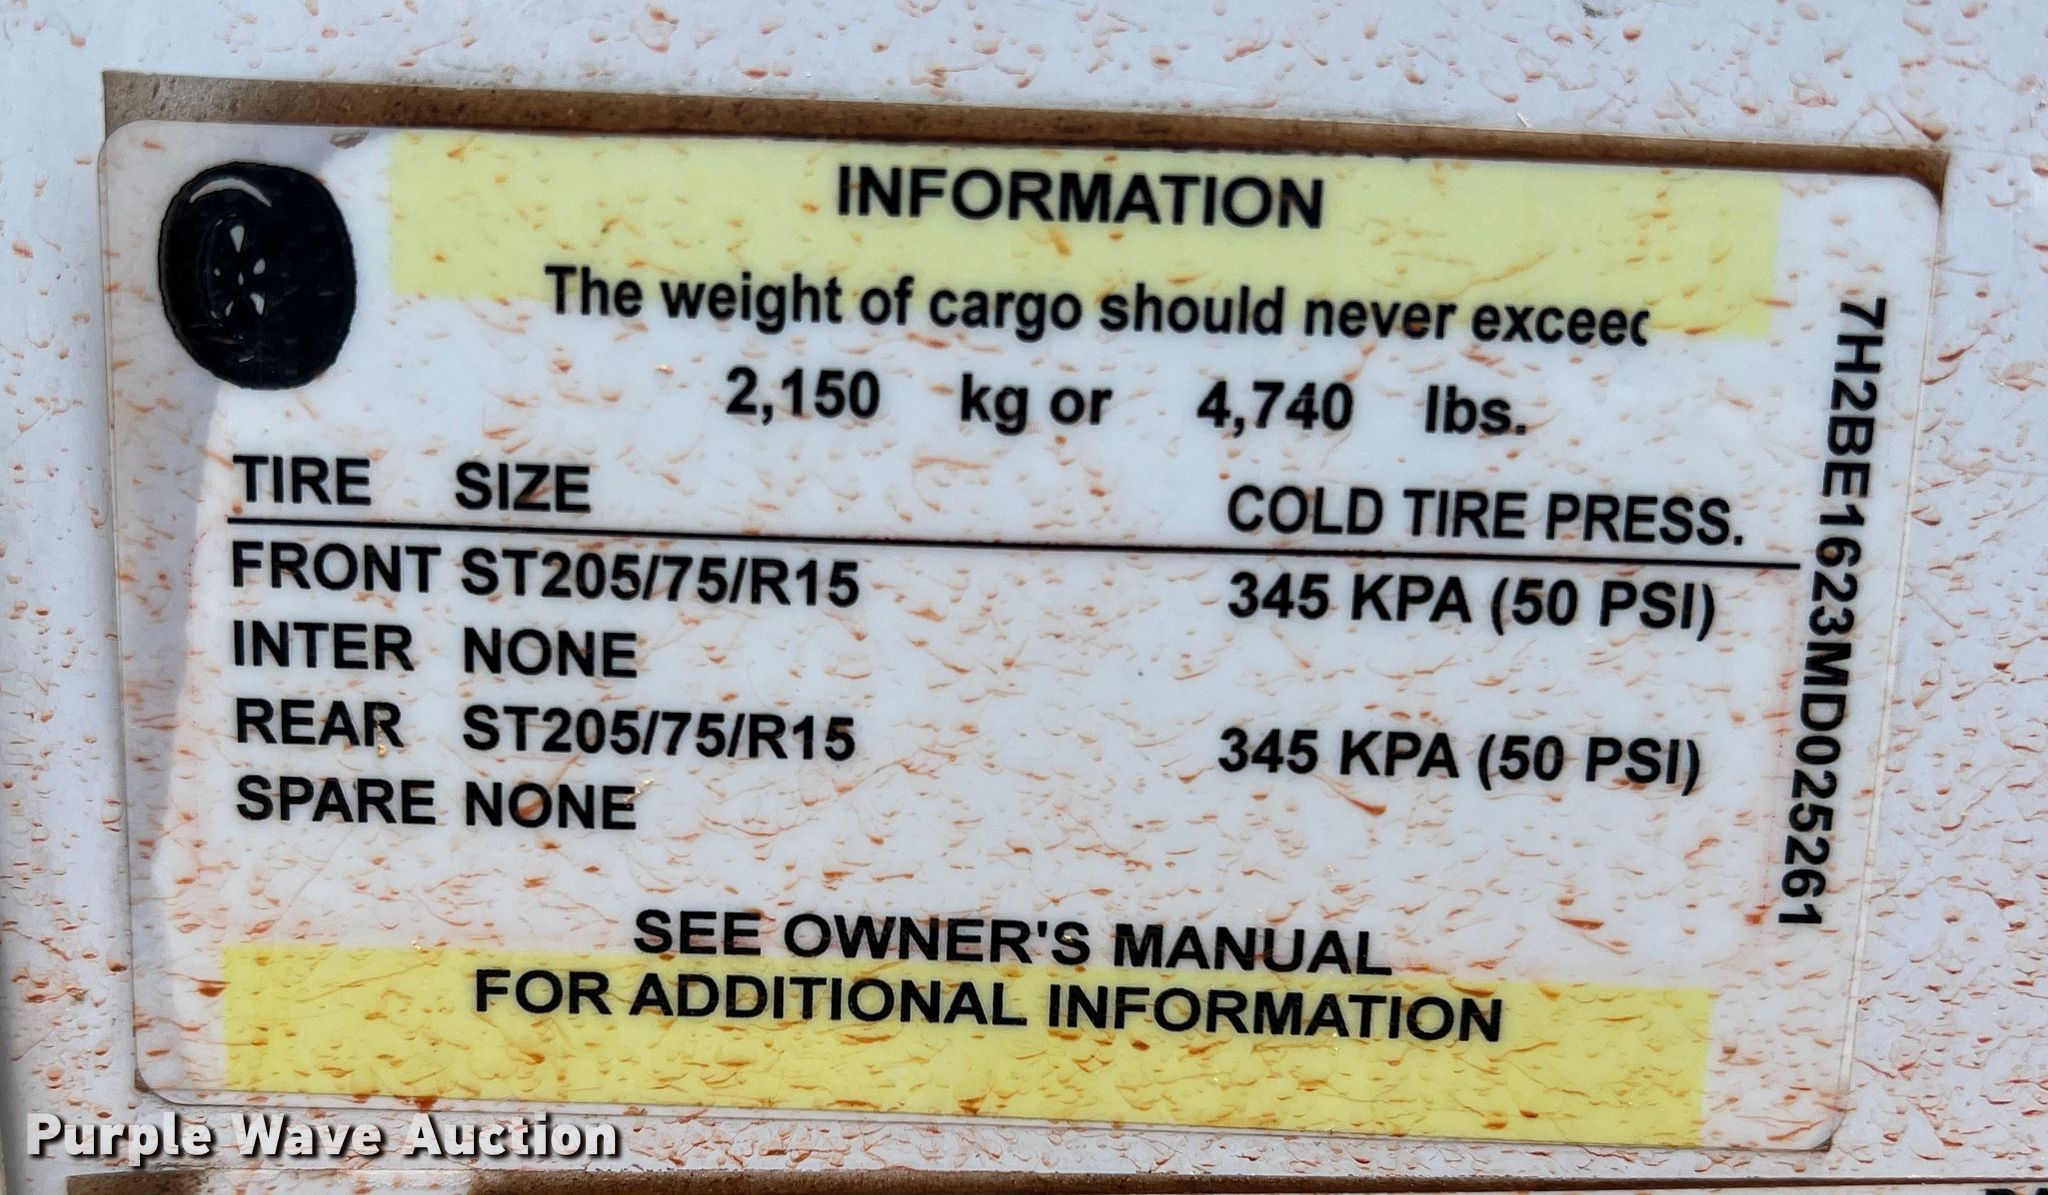 INFORMATION
The weight of cargo should never exceed
2,150 kg or 4,740 lbs.
TIRE SIZE COLD TIRE PRESS.
FRONT ST205/75/R15 345 KPA (50 PSI)
INTER NONE
REAR ST205/75/R15 345 KPA (50 PSI)
SPARE NONE
SEE OWNER'S MANUAL
FOR ADDITIONAL INFORMATION
7H2BE1623MD025261
Purple Wave Auction